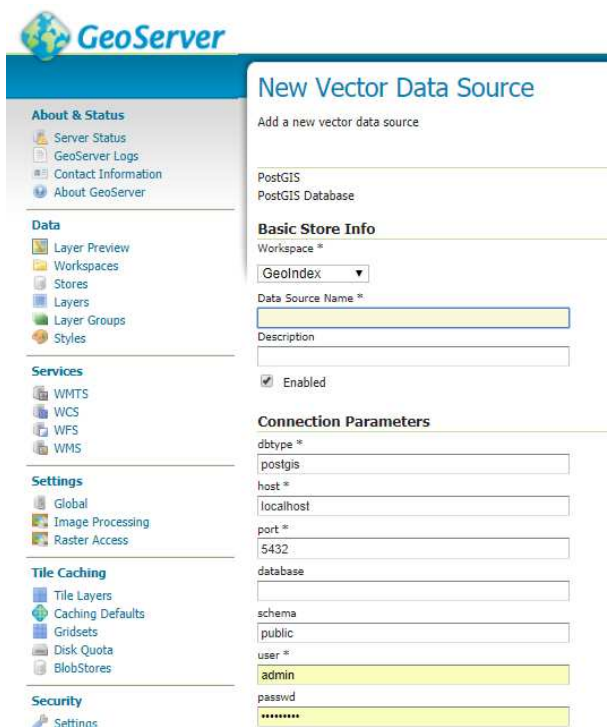 GeoServer
About & Status
Server Status
GeoServer Logs
Contact Information
About GeoServer
Data
Layer Preview
Workspaces
Stores
Layers
Layer Groups
Styles
Services
WMTS
WCS
WFS
WMS
Settings
Global
Image Processing
Raster Access
Tile Caching
Tile Layers
Caching Defaults
Gridsets
Disk Quota
BlobStores
Security
Settings
New Vector Data Source
Add a new vector data source
PostGIS
PostGIS Database
Basic Store Info
Workspace *
GeoIndex
Data Source Name *
Description
Enabled
Connection Parameters
dbtype *
postgis
host *
localhost
port *
5432
database
schema
public
user *
admin
passwd
•••••••••